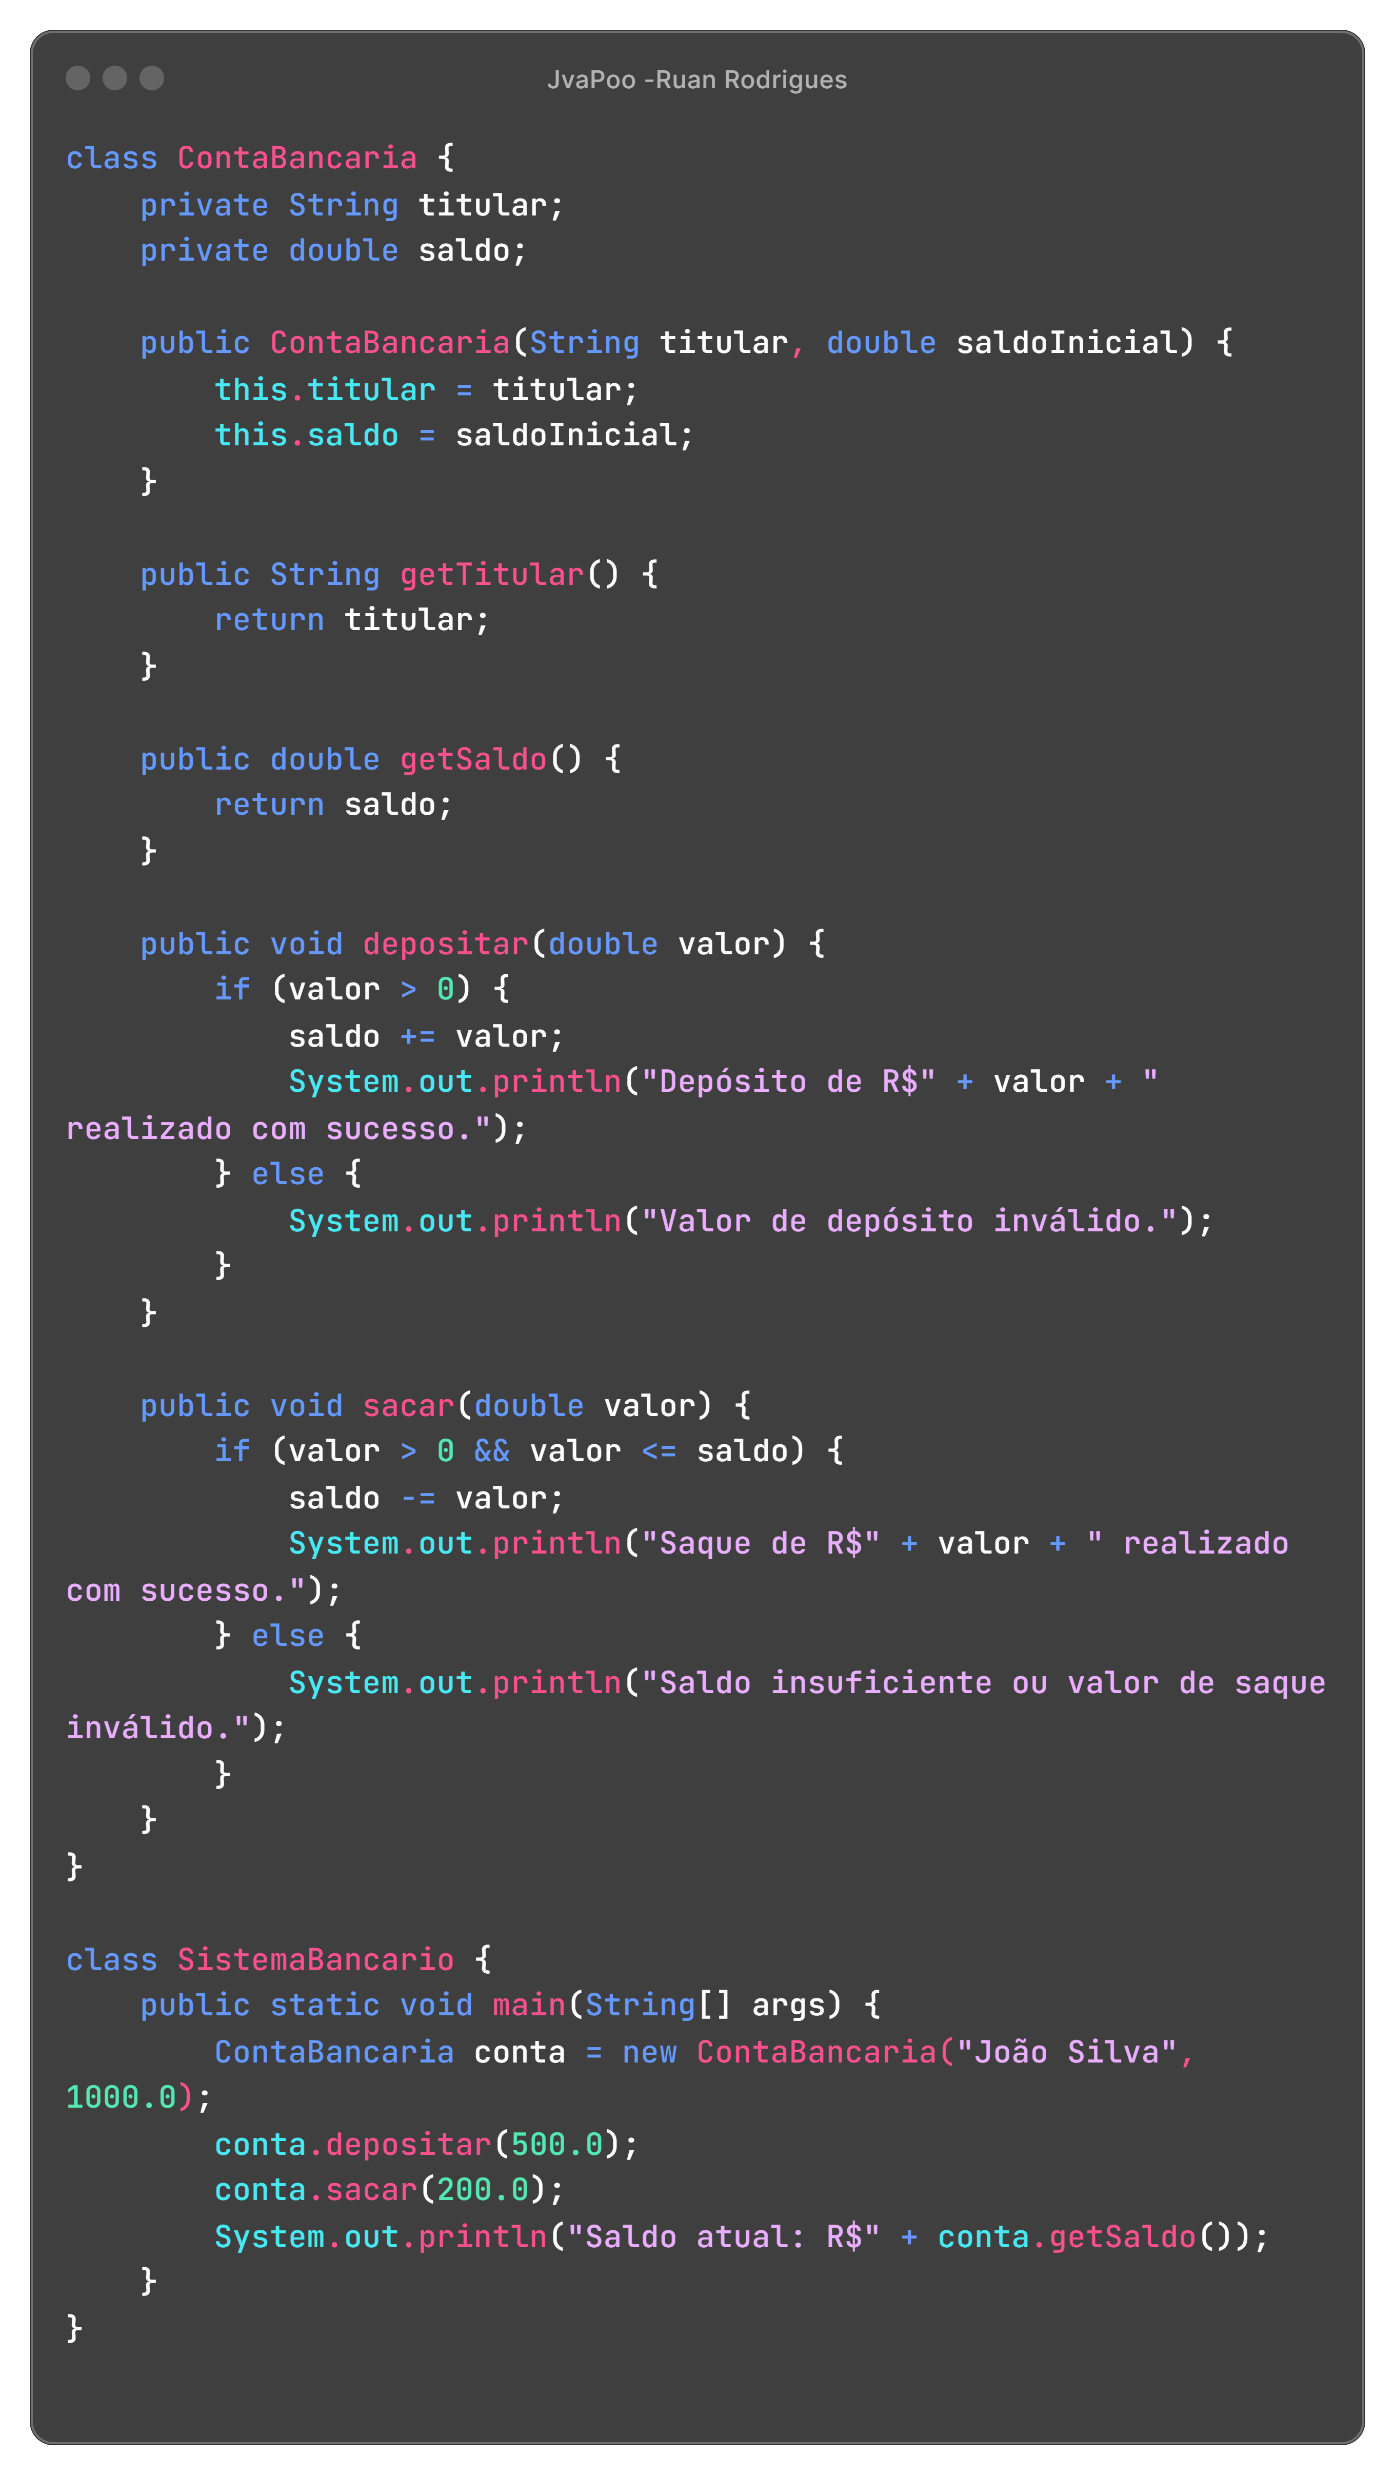 JvaPoo -Ruan Rodrigues
class ContaBancaria {
    private String titular;
    private double saldo;

    public ContaBancaria(String titular, double saldoInicial) {
        this.titular = titular;
        this.saldo = saldoInicial;
    }

    public String getTitular() {
        return titular;
    }

    public double getSaldo() {
        return saldo;
    }

    public void depositar(double valor) {
        if (valor > 0) {
            saldo += valor;
            System.out.println("Depósito de R$" + valor + "
realizado com sucesso.");
        } else {
            System.out.println("Valor de depósito inválido.");
        }
    }

    public void sacar(double valor) {
        if (valor > 0 && valor <= saldo) {
            saldo -= valor;
            System.out.println("Saque de R$" + valor + " realizado
com sucesso.");
        } else {
            System.out.println("Saldo insuficiente ou valor de saque
inválido.");
        }
    }
}

class SistemaBancario {
    public static void main(String[] args) {
        ContaBancaria conta = new ContaBancaria("João Silva",
1000.0);
        conta.depositar(500.0);
        conta.sacar(200.0);
        System.out.println("Saldo atual: R$" + conta.getSaldo());
    }
}